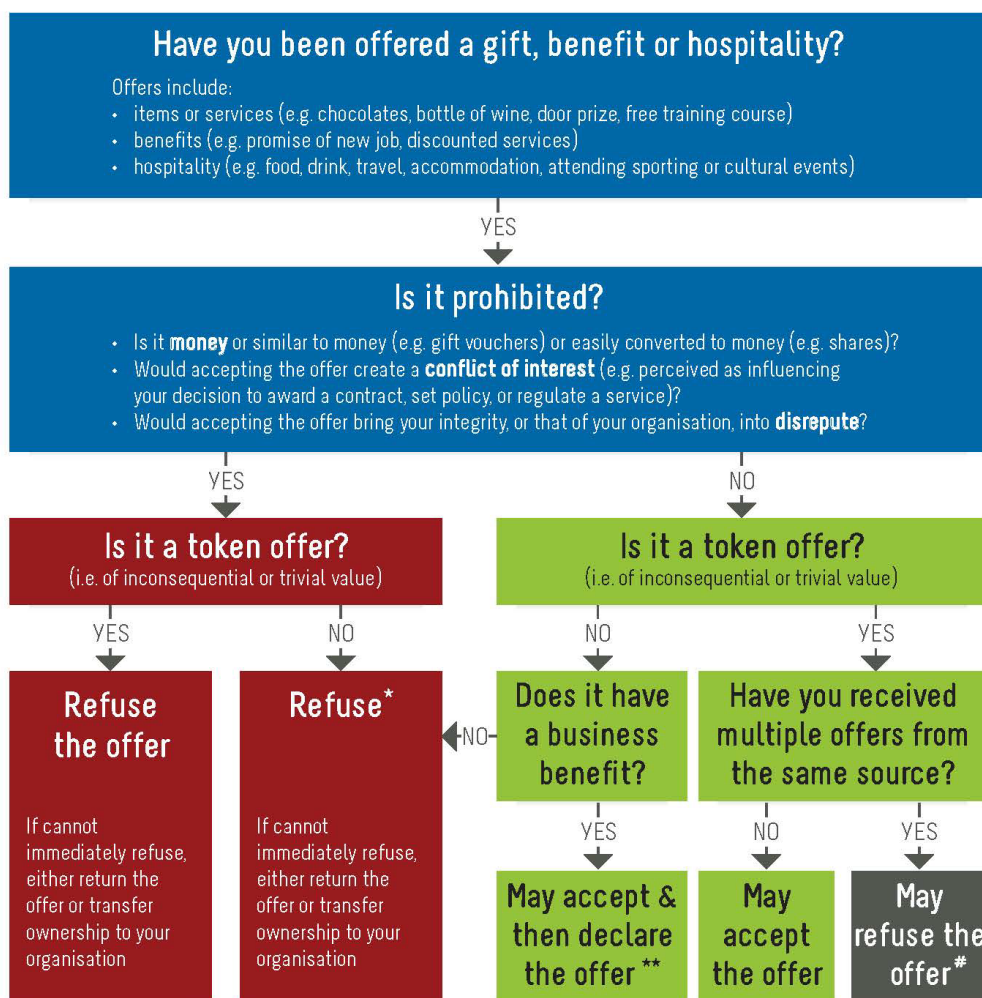 Have you been offered a gift, benefit or hospitality?
Offers include:
• items or services (e.g. chocolates, bottle of wine, door prize, free training course)
• benefits (e.g. promise of new job, discounted services)
• hospitality (e.g. food, drink, travel, accommodation, attending sporting or cultural events)
YES
Is it prohibited?
• Is it money or similar to money (e.g. gift vouchers) or easily converted to money (e.g. shares)?
• Would accepting the offer create a conflict of interest (e.g. perceived as influencing
your decision to award a contract, set policy, or regulate a service)?
• Would accepting the offer bring your integrity, or that of your organisation, into disrepute?
YES
NO
Is it a token offer?
(i.e. of inconsequential or trivial value)
Is it a token offer?
(i.e. of inconsequential or trivial value)
YES
NO
NO
YES
Refuse
the offer
If cannot
immediately refuse,
either return the
offer or transfer
ownership to your
organisation
Refuse*
If cannot
immediately refuse,
either return the
offer or transfer
ownership to your
organisation
NO
Does it have
a business
benefit?
Have you received
multiple offers from
the same source?
YES
NO
YES
May accept &
then declare
the offer **
May
accept
the offer
May
refuse the
offer#